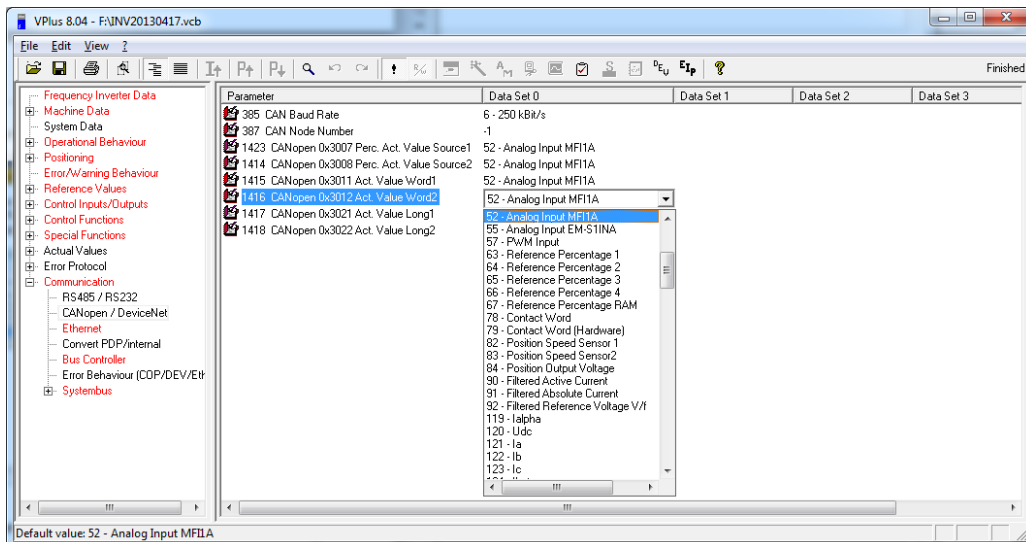 VPlus 8.04 - F:\INV20130417.vcb
File Edit View ?
Finished
Frequency Inverter Data
Machine Data
System Data
Operational Behaviour
Positioning
Error/Warning Behaviour
Reference Values
Control Inputs/Outputs
Control Functions
Special Functions
Actual Values
Error Protocol
Communication
RS485 / RS232
CANopen / DeviceNet
Ethernet
Convert PDP/internal
Bus Controller
Error Behaviour (COP/DEV/Eth
Systembus
Parameter Data Set 0 Data Set 1 Data Set 2 Data Set 3
385 CAN Baud Rate 6 - 250 kBit/s
387 CAN Node Number -1
1423 CANopen 0x3007 Perc. Act. Value Source1 52 - Analog Input MFI1A
1414 CANopen 0x3008 Perc. Act. Value Source2 52 - Analog Input MFI1A
1415 CANopen 0x3011 Act. Value Word1 52 - Analog Input MFI1A
1416 CANopen 0x3012 Act. Value Word2 52 - Analog Input MFI1A
1417 CANopen 0x3021 Act. Value Long1
1418 CANopen 0x3022 Act. Value Long2
52 - Analog Input MFI1A
55 - Analog Input EM-S1INA
57 - PWM Input
63 - Reference Percentage 1
64 - Reference Percentage 2
65 - Reference Percentage 3
66 - Reference Percentage 4
67 - Reference Percentage RAM
78 - Contact Word
79 - Contact Word (Hardware)
82 - Position Speed Sensor 1
83 - Position Speed Sensor2
84 - Position Output Voltage
90 - Filtered Active Current
91 - Filtered Absolute Current
92 - Filtered Reference Voltage V/f
119 - Ialpha
120 - Udc
121 - Ia
122 - Ib
123 - Ic
Default value: 52 - Analog Input MFI1A